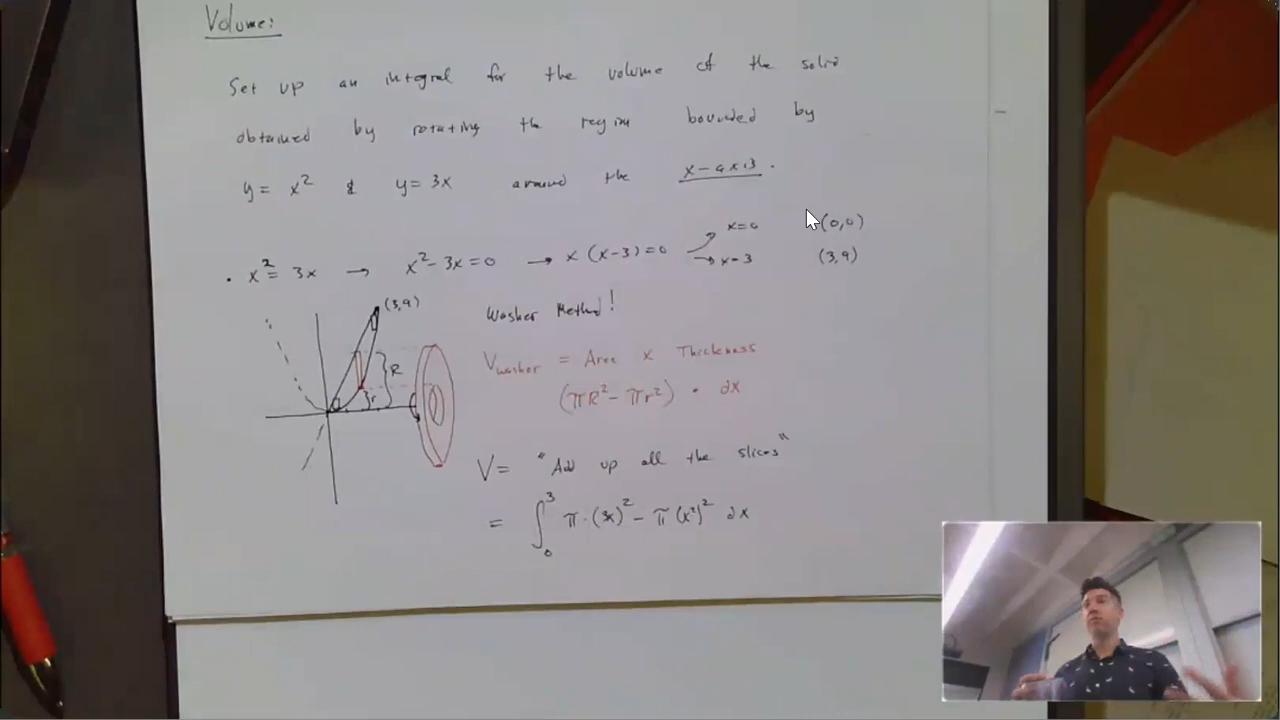 Volume:
Set up an integral for the volume of the solid
obtained by rotating the region bounded by
y = x² & y = 3x around the x-axis.
• x² = 3x → x² - 3x = 0 → x (x-3) = 0 → x=0 (0,0)
→ x=3 (3,9)
(3,9)
Washer Method!
R
r
V washer = Area x Thickness
(πR² - πr²) · dx
V = "Add up all the slices"
= ∫₀³ π·(3x)² - π(x²)² dx